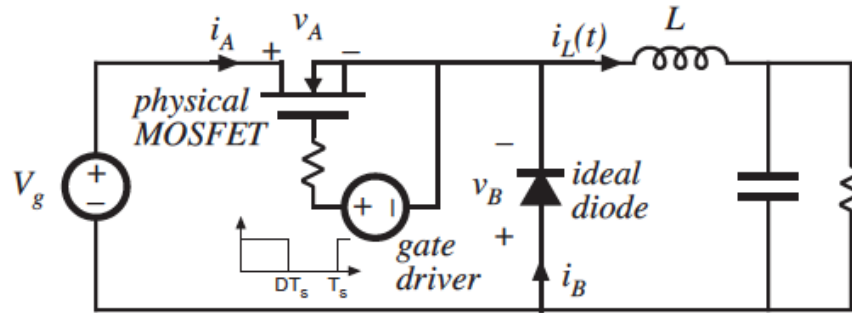 i_A
+ v_A −
i_L(t)
L
physical
MOSFET
V_g
+
−
+ −
gate
driver
DT_s T_s
−
v_B
+
ideal
diode
i_B